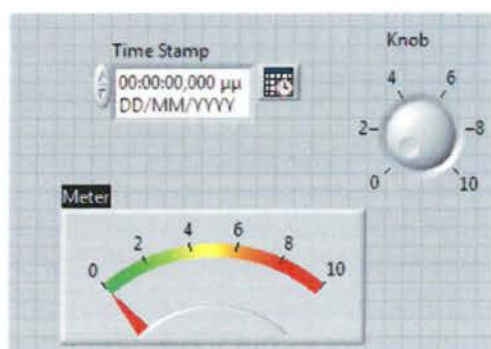 Time Stamp
00:00:00,000 μμ
DD/MM/YYYY
Knob
4 6
2 8
0 10
Meter
0 2 4 6 8 10